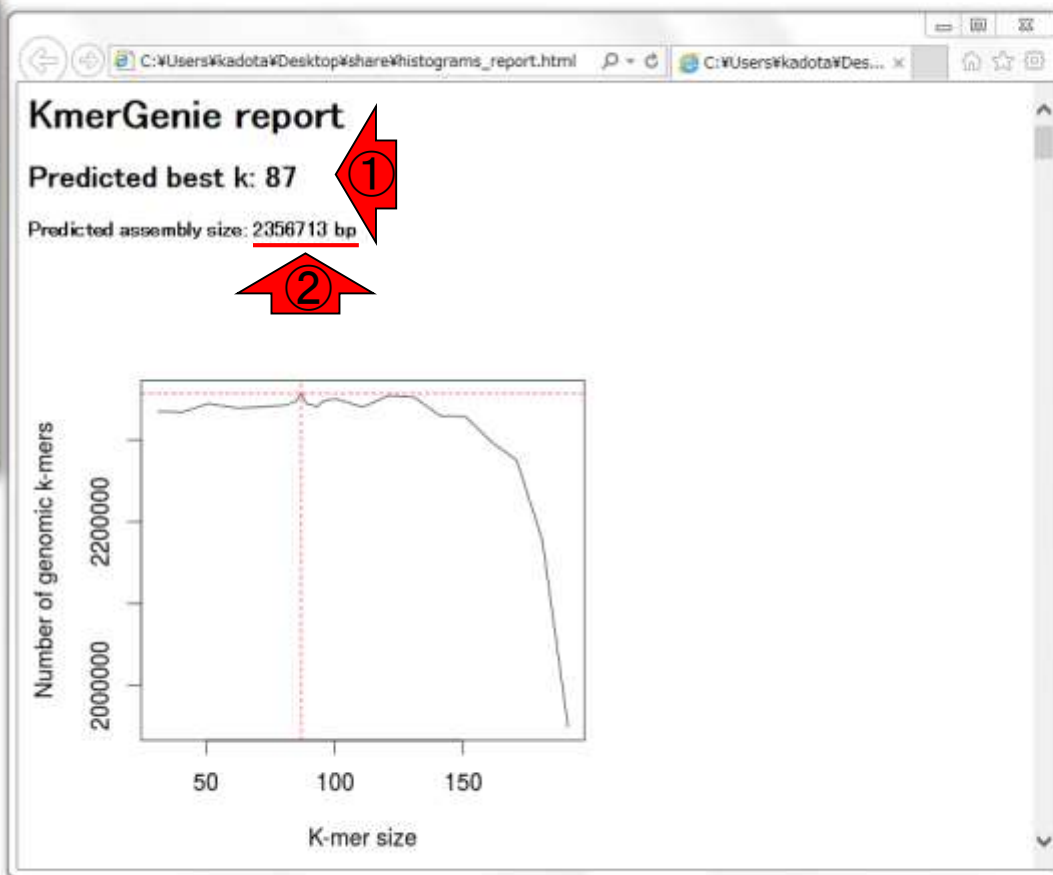 C:¥Users¥kadota¥Desktop¥share¥histograms_report.html
C:¥Users¥kadota¥Des...
KmerGenie report
Predicted best k: 87
①
Predicted assembly size: 2356713 bp
②
Number of genomic k-mers
2200000
2000000
50 100 150
K-mer size